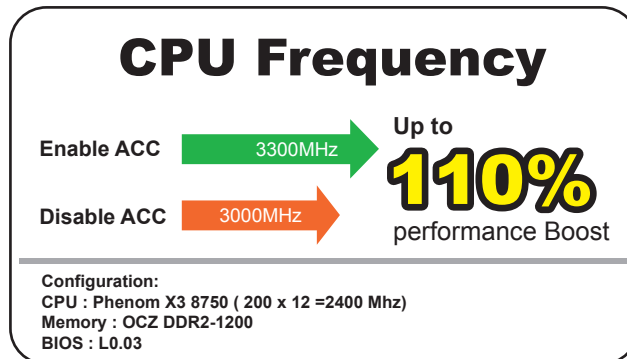 CPU Frequency
Enable ACC
3300MHz
Disable ACC
3000MHz
Up to
110%
performance Boost
Configuration:
CPU : Phenom X3 8750 ( 200 x 12 =2400 Mhz)
Memory : OCZ DDR2-1200
BIOS : L0.03